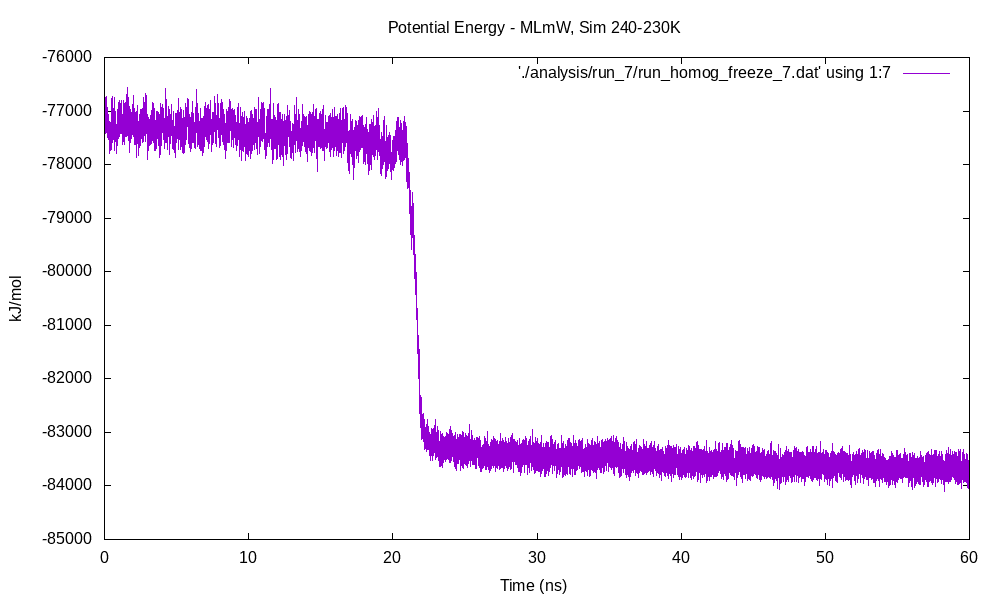 Potential Energy - MLmW, Sim 240-230K
'./analysis/run_7/run_homog_freeze_7.dat' using 1:7
-76000
-77000
-78000
-79000
-80000
-81000
-82000
-83000
-84000
-85000
kJ/mol
0 10 20 30 40 50 60
Time (ns)